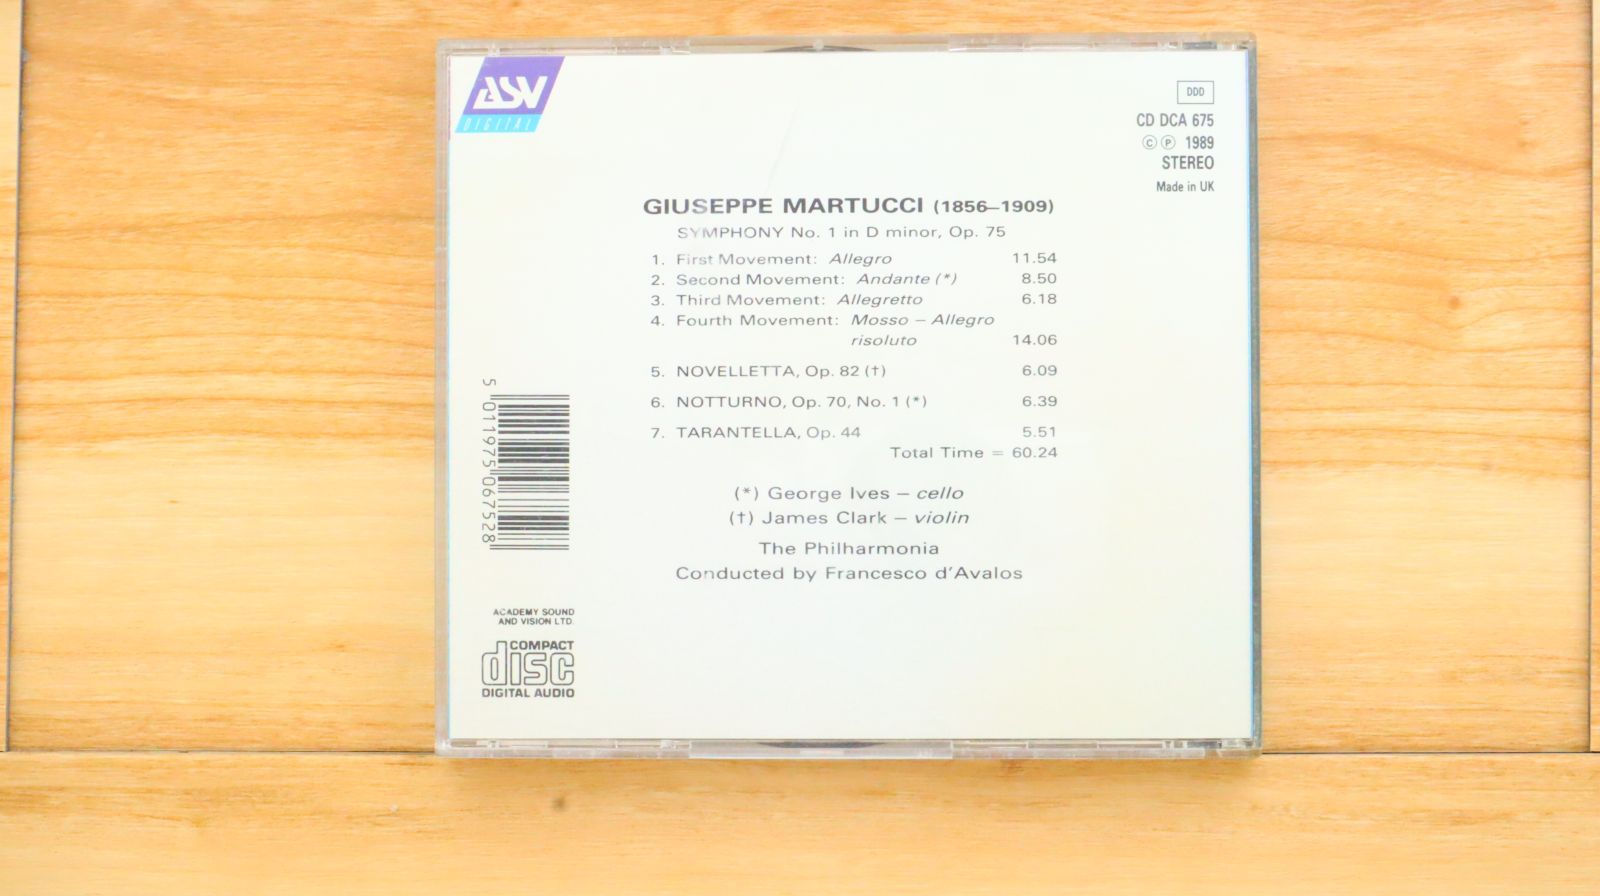 ASV
DIGITAL
DDD
CD DCA 675
©℗ 1989
STEREO
Made in UK
GIUSEPPE MARTUCCI (1856–1909)
SYMPHONY No. 1 in D minor, Op. 75
1. First Movement: Allegro 11.54
2. Second Movement: Andante (*) 8.50
3. Third Movement: Allegretto 6.18
4. Fourth Movement: Mosso – Allegro
risoluto 14.06
5. NOVELLETTA, Op. 82 (†) 6.09
6. NOTTURNO, Op. 70, No. 1 (*) 6.39
7. TARANTELLA, Op. 44 5.51
Total Time = 60.24
(*) George Ives – cello
(†) James Clark – violin
The Philharmonia
Conducted by Francesco d'Avalos
5 011975 067528
ACADEMY SOUND
AND VISION LTD.
COMPACT
disc
DIGITAL AUDIO